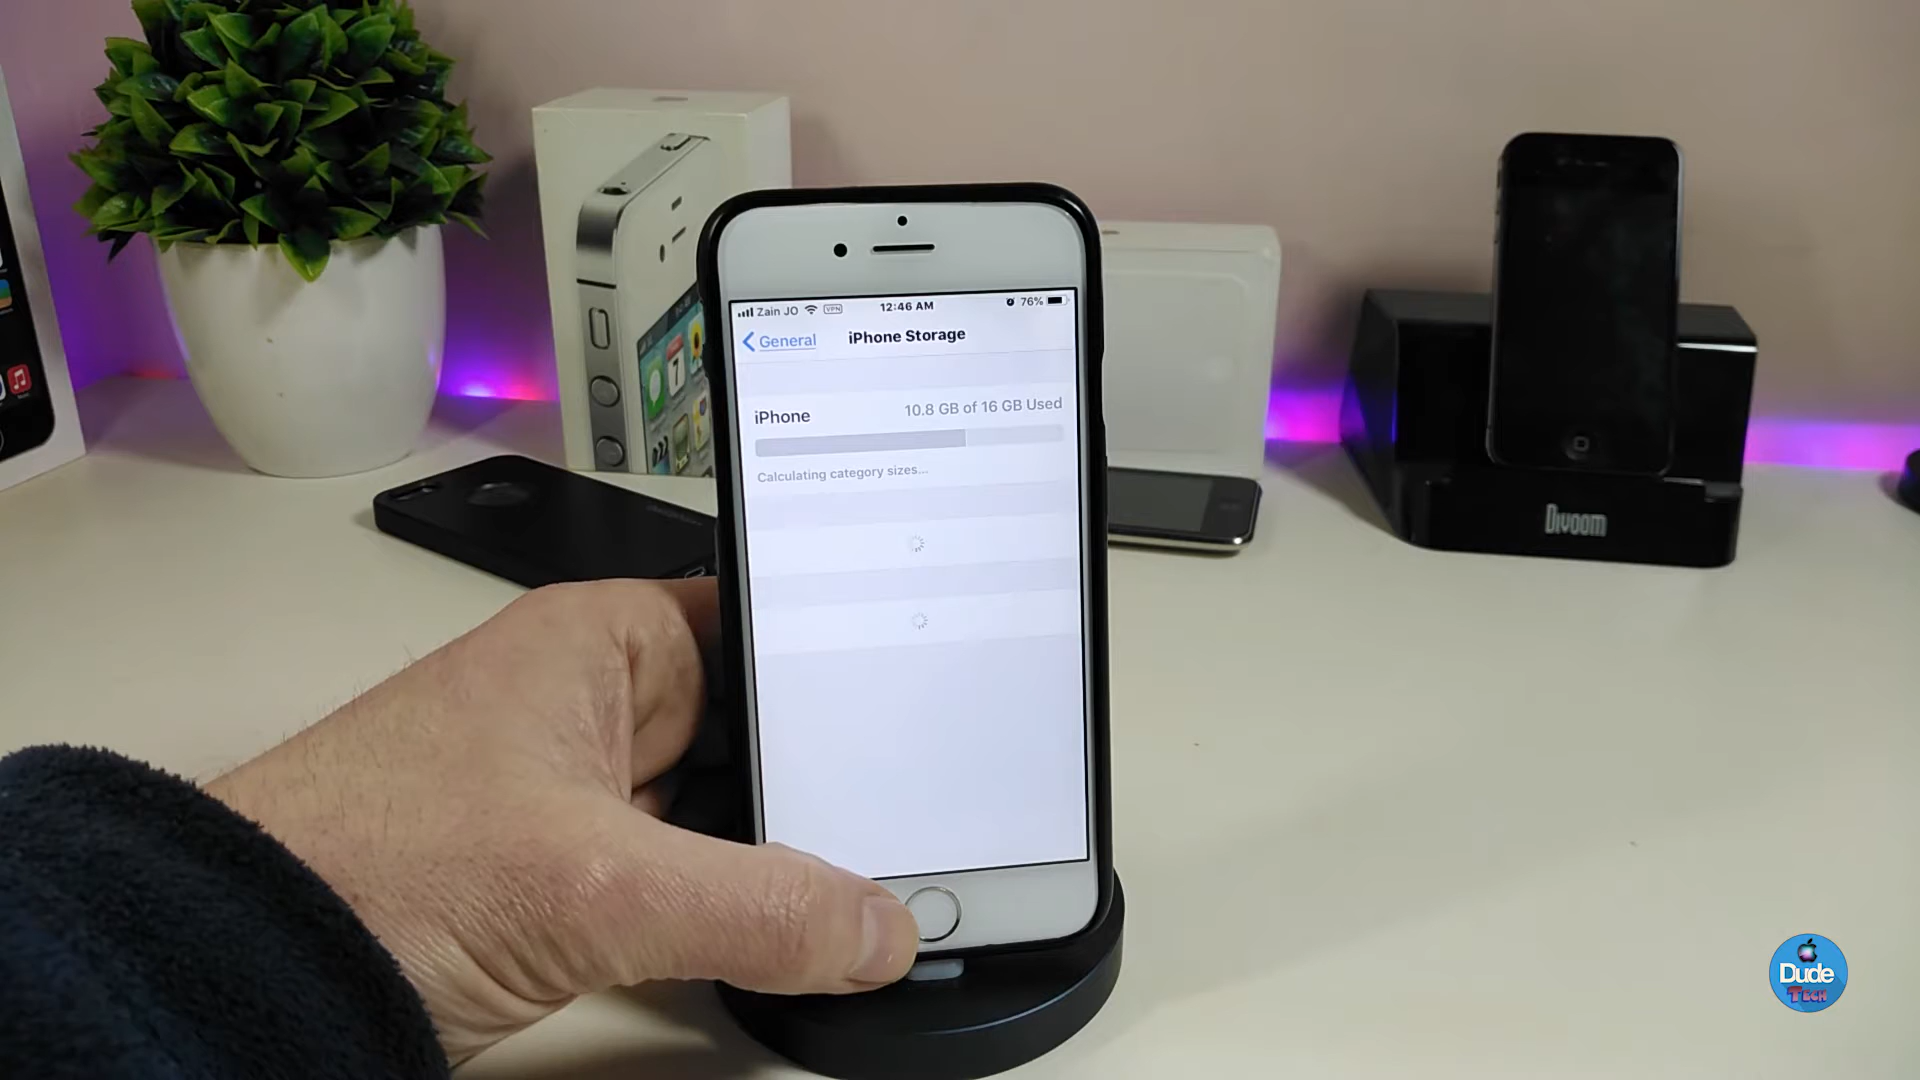 Zain JO VPN 12:46 AM 76%
General iPhone Storage
iPhone 10.8 GB of 16 GB Used
Calculating category sizes...
Divoom
Dude
TECH